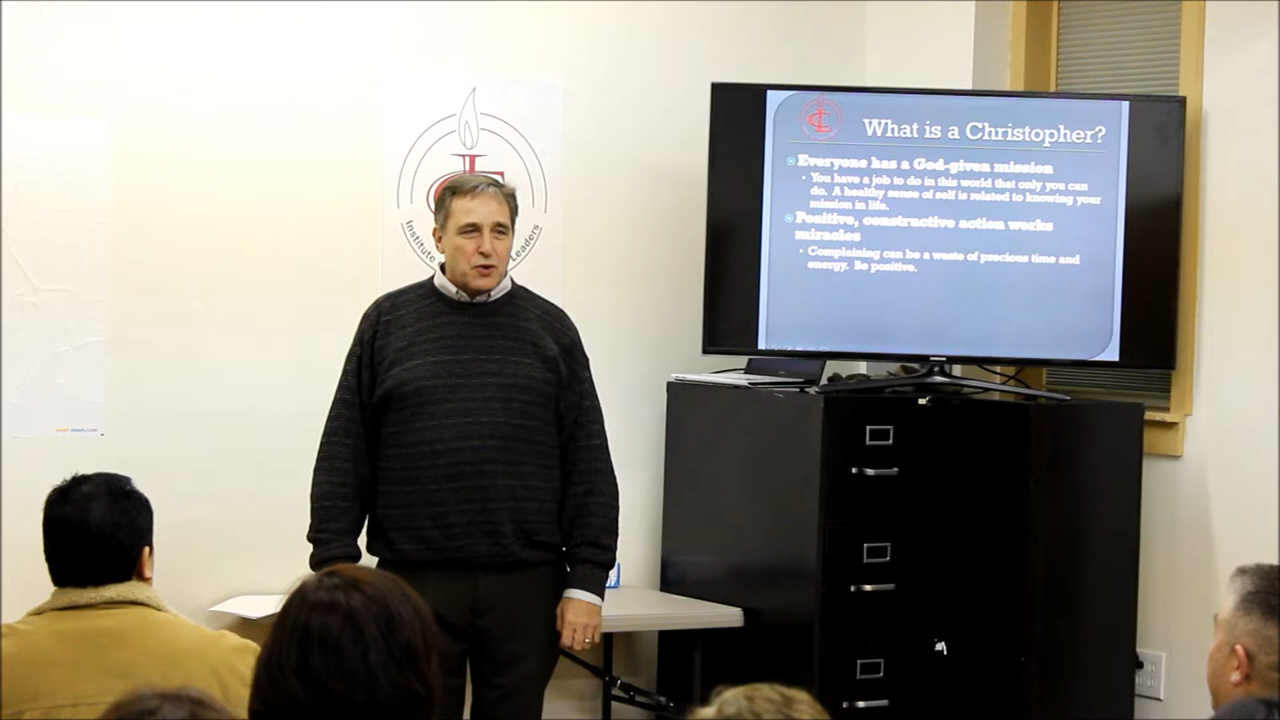 Institute
Leaders
What is a Christopher?
Everyone has a God-given mission
You have a job to do in this world that only you can
do. A healthy sense of self is related to knowing your
mission in life.
Positive, constructive action works
miracles
Complaining can be a waste of precious time and
energy. Be positive.
SAMSUNG